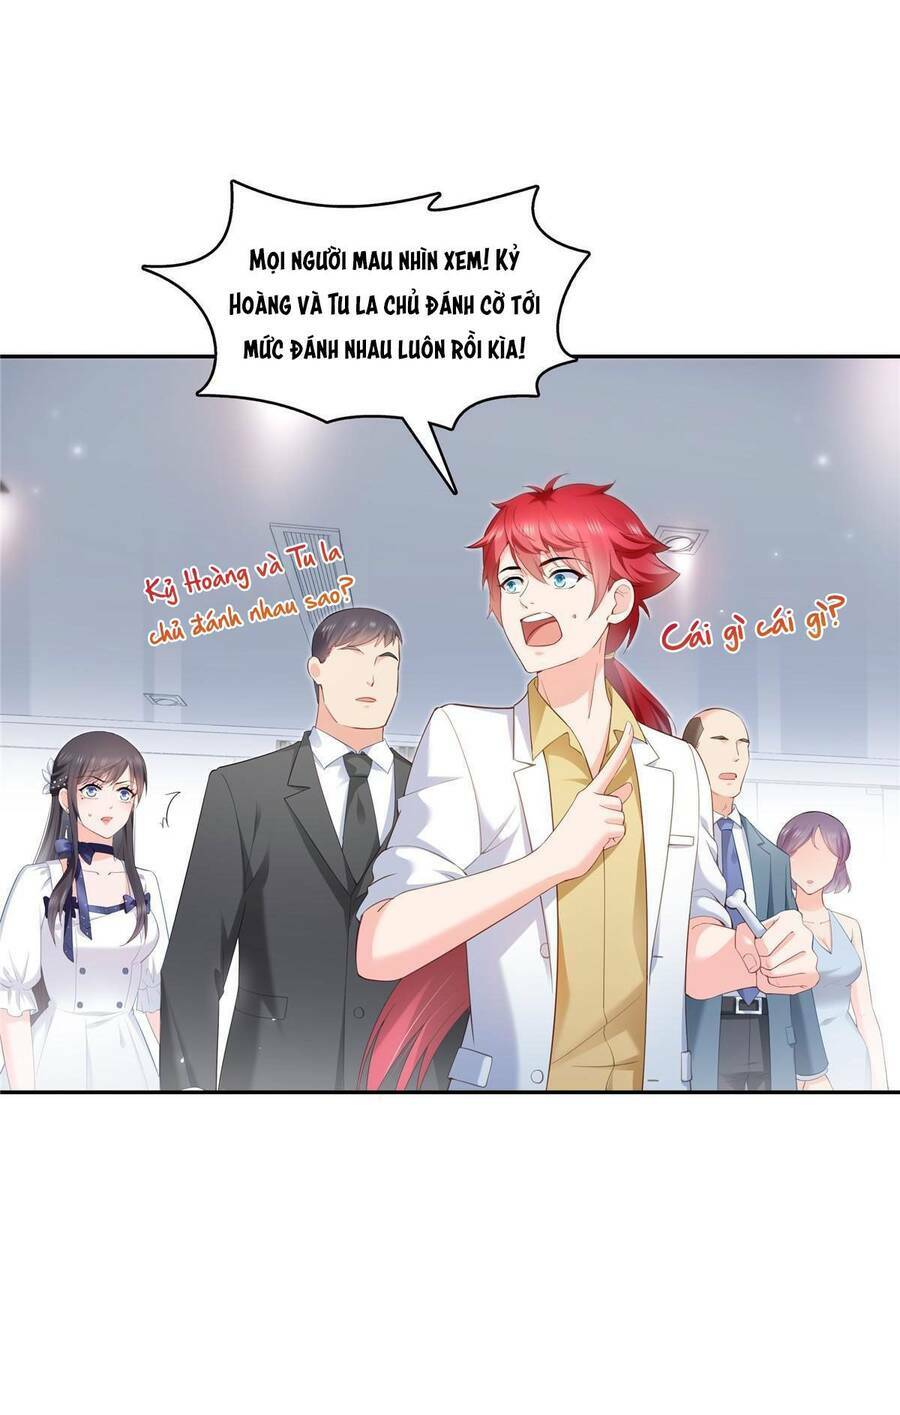 Mọi người mau nhìn xem! Kỷ
Hoàng và Tu la chủ đánh cờ tới
mức đánh nhau luôn rồi kìa!
Kỷ Hoàng và Tu la
chủ đánh nhau sao?
Cái gì cái gì?